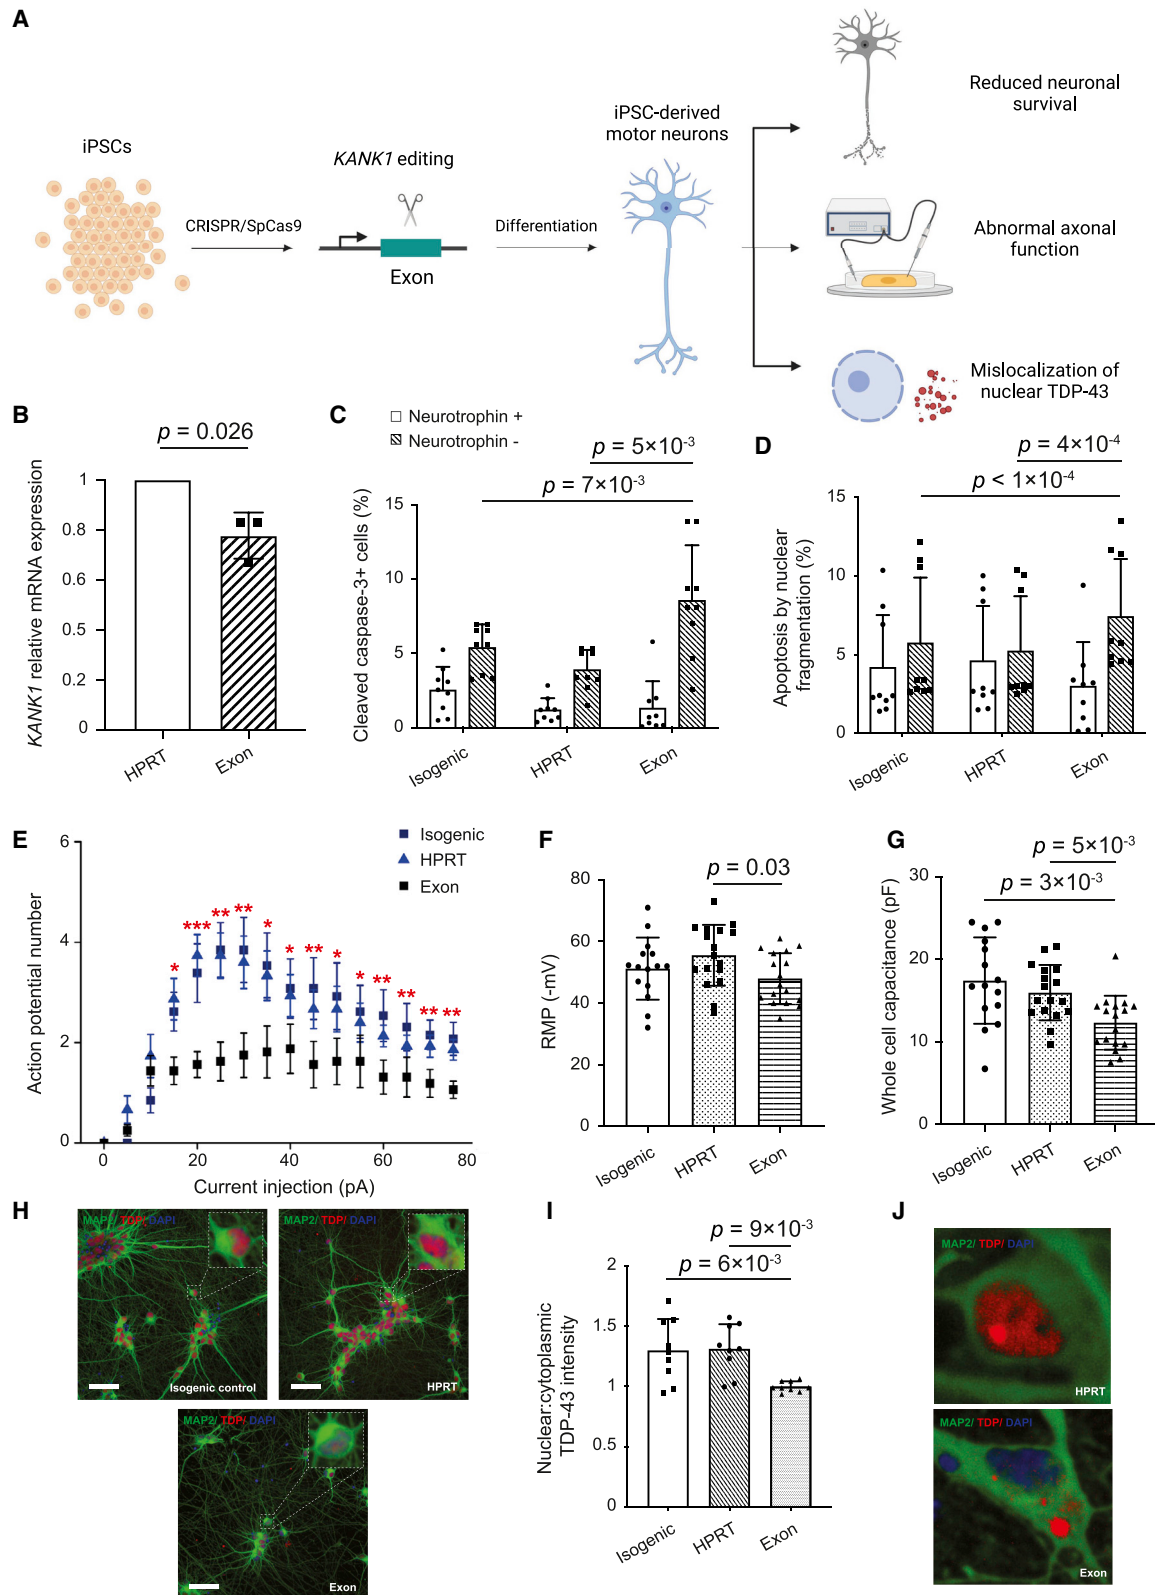 A
iPSCs
CRISPR/SpCas9
KANK1 editing
Exon
Differentiation
iPSC-derived
motor neurons
Reduced neuronal
survival
Abnormal axonal
function
Mislocalization of
nuclear TDP-43
B
p = 0.026
KANK1 relative mRNA expression
1
0.8
0.6
0.5
0.2
0
HPRT
Exon
C
Neurotrophin +
Neurotrophin -
p = 5×10-3
p = 7×10-3
Cleaved caspase-3+ cells (%)
15
10
5
0
Isogenic
HPRT
Exon
D
p = 4×10-4
p < 1×10-4
Apoptosis by nuclear
fragmentation (%)
15
10
5
0
Isogenic
HPRT
Exon
E
Isogenic
HPRT
Exon
Action potential number
6
4
2
0
* *** ** ** * * ** * * ** ** ** **
0 20 40 60 80
Current injection (pA)
F
p = 0.03
RMP (-mV)
80
60
40
20
0
Isogenic
HPRT
Exon
G
p = 5×10-3
p = 3×10-3
Whole cell capacitance (pF)
30
20
10
0
Isogenic
HPRT
Exon
H
MAP2/ TDP/ DAPI
Isogenic control
MAP2/ TDP/ DAPI
HPRT
MAP2/ TDP/ DAPI
Exon
I
p = 9×10-3
p = 6×10-3
Nuclear:cytoplasmic
TDP-43 intensity
2
1.5
1
0.5
0
Isogenic
HPRT
Exon
J
MAP2/ TDP/ DAPI
HPRT
MAP2/ TDP/ DAPI
Exon